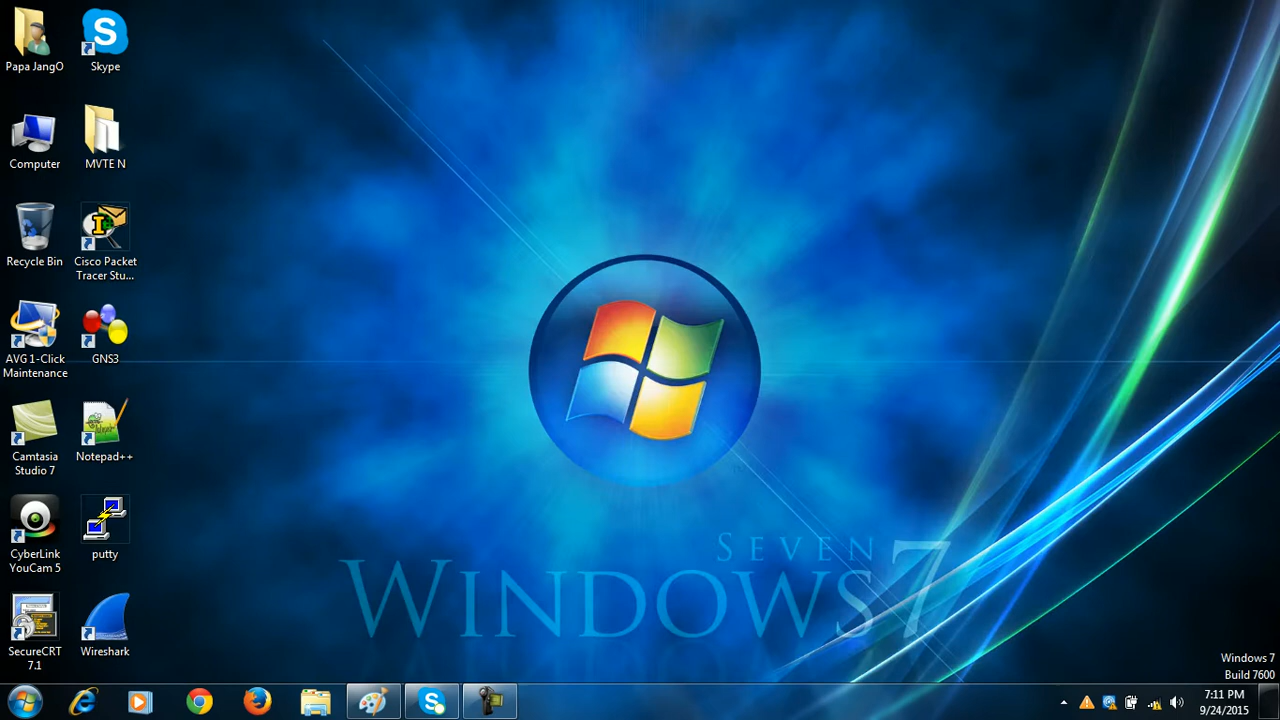 Papa JangO
Skype
Computer
MVTE N
Recycle Bin
Cisco Packet
Tracer Stu...
AVG 1-Click
Maintenance
GNS3
Camtasia
Studio 7
Notepad++
CyberLink
YouCam 5
putty
SecureCRT
7.1
Wireshark
SEVEN
WINDOWS 7
Windows 7
Build 7600
7:11 PM
9/24/2015